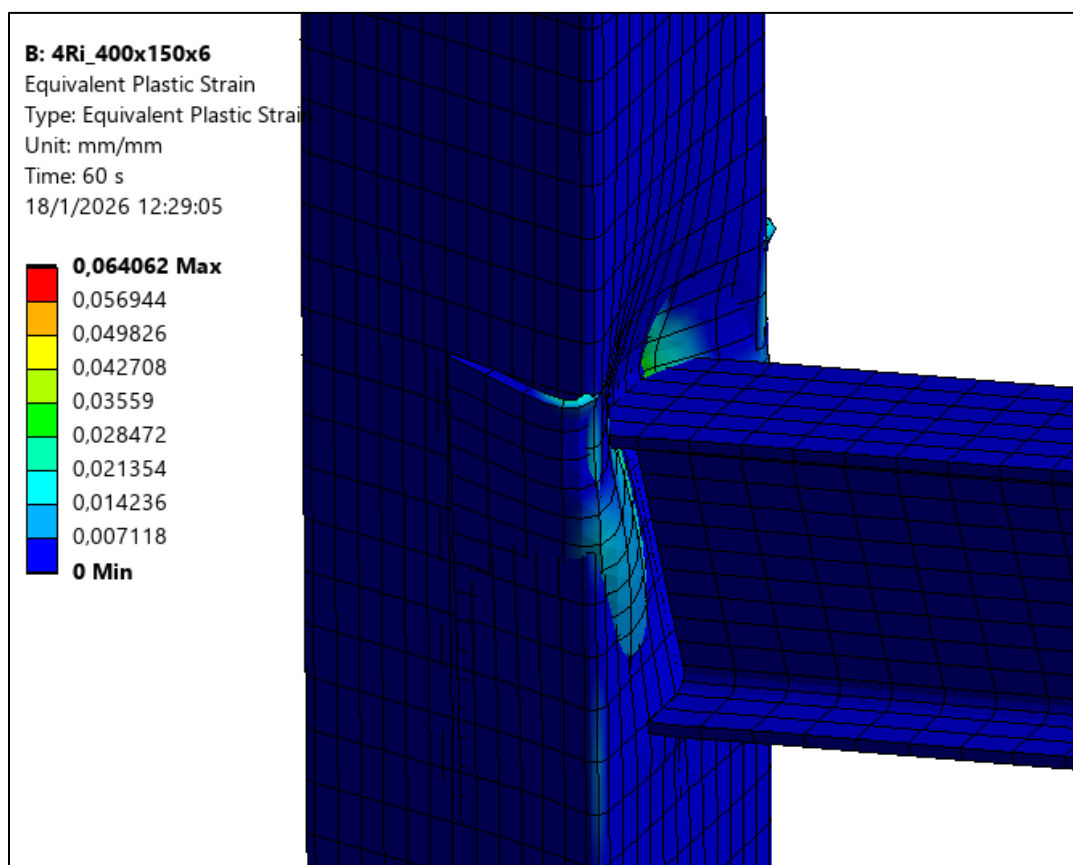 B: 4Ri_400x150x6
Equivalent Plastic Strain
Type: Equivalent Plastic Strain
Unit: mm/mm
Time: 60 s
18/1/2026 12:29:05
0,064062 Max
0,056944
0,049826
0,042708
0,03559
0,028472
0,021354
0,014236
0,007118
0 Min